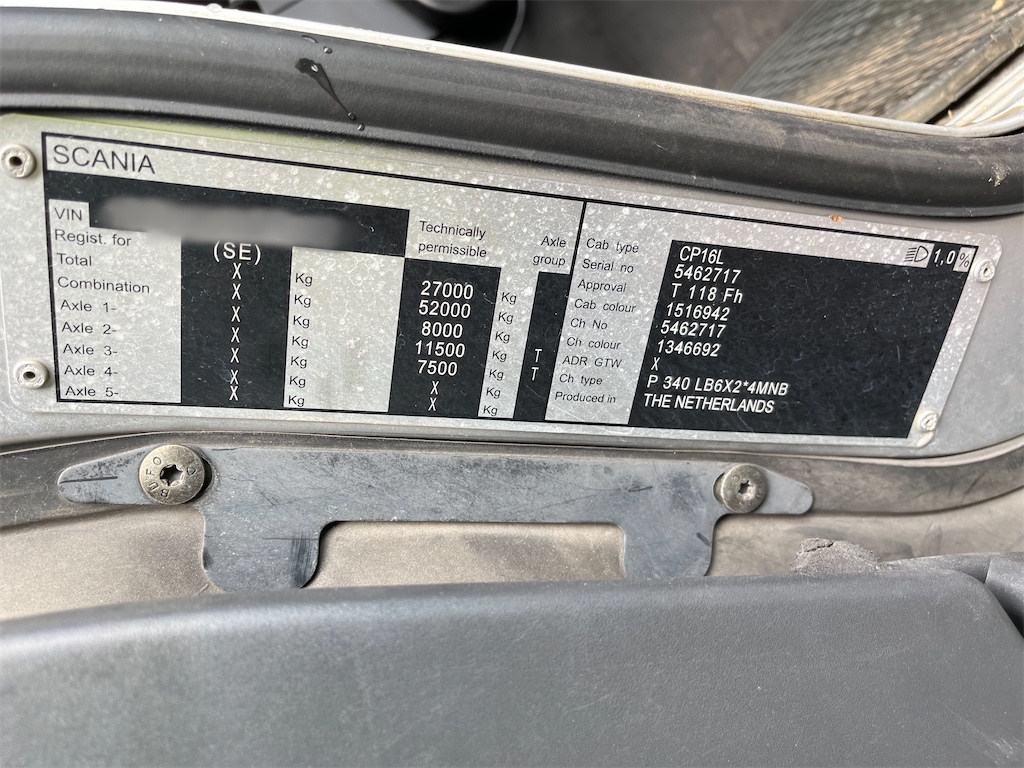 SCANIA
VIN
Regist. for (SE)
Technically permissible
Axle group
Total X Kg 27000 Kg
Combination X Kg 52000 Kg
Axle 1- X Kg 8000 Kg
Axle 2- X Kg 11500 Kg T
Axle 3- X Kg 7500 Kg T
Axle 4- X Kg X Kg
Axle 5- X Kg X Kg
Cab type CP16L
1,0 %
Serial no 5462717
Approval T 118 Fh
Cab colour 1516942
Ch No 5462717
Ch colour 1346692
ADR GTW X
Ch type P 340 LB6X2*4MNB
Produced in THE NETHERLANDS
BUFO